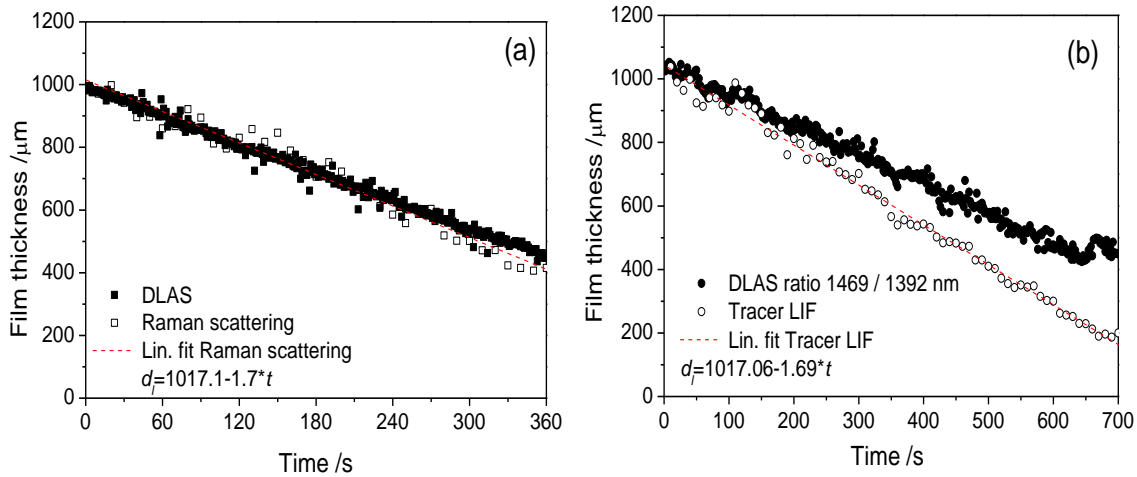 (a)
1200
1000
800
600
400
200
0
Film thickness /µm
DLAS
Raman scattering
Lin. fit Raman scattering
dl=1017.1-1.7*t
0 60 120 180 240 300 360
Time /s
(b)
1200
1000
800
600
400
200
0
Film thickness /µm
DLAS ratio 1469 / 1392 nm
Tracer LIF
Lin. fit Tracer LIF
dl=1017.06-1.69*t
0 100 200 300 400 500 600 700
Time /s